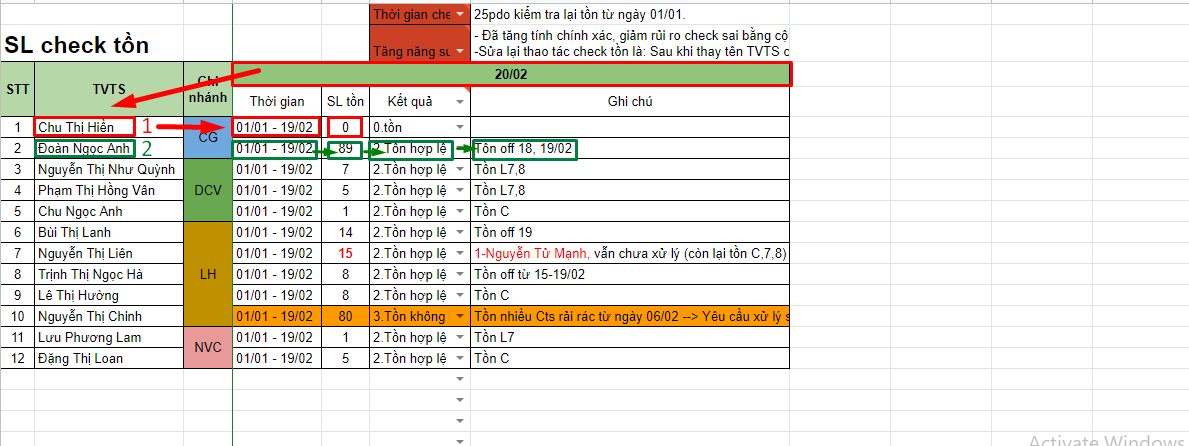 Thời gian che
25pdo kiểm tra lại tồn từ ngày 01/01.
SL check tồn
Tăng năng su
- Đã tăng tính chính xác, giảm rủi ro check sai bằng cô
-Sửa lại thao tác check tồn là: Sau khi thay tên TVTS c
STT TVTS Chi nhánh 20/02
Thời gian SL tồn Kết quả Ghi chú
1 Chu Thị Hiền 1 CG 01/01 - 19/02 0 0.tồn
2 Đoàn Ngọc Anh 2 01/01 - 19/02 89 2.Tồn hợp lệ Tồn off 18, 19/02
3 Nguyễn Thị Như Quỳnh DCV 01/01 - 19/02 7 2.Tồn hợp lệ Tồn L7,8
4 Phạm Thị Hồng Vân 01/01 - 19/02 5 2.Tồn hợp lệ Tồn L7,8
5 Chu Ngọc Anh 01/01 - 19/02 1 2.Tồn hợp lệ Tồn C
6 Bùi Thị Lanh LH 01/01 - 19/02 14 2.Tồn hợp lệ Tồn off 19
7 Nguyễn Thị Liên 01/01 - 19/02 15 2.Tồn hợp lệ 1-Nguyễn Từ Mạnh, vẫn chưa xử lý (còn lại tồn C,7,8)
8 Trịnh Thị Ngọc Hà 01/01 - 19/02 8 2.Tồn hợp lệ Tồn off từ 15-19/02
9 Lê Thị Hường 01/01 - 19/02 8 2.Tồn hợp lệ Tồn C
10 Nguyễn Thị Chinh 01/01 - 19/02 80 3.Tồn không Tồn nhiều Cts rải rác từ ngày 06/02 --> Yêu cầu xử lý s
11 Lưu Phương Lam NVC 01/01 - 19/02 1 2.Tồn hợp lệ Tồn L7
12 Đặng Thị Loan 01/01 - 19/02 5 2.Tồn hợp lệ Tồn C
Activate Windows